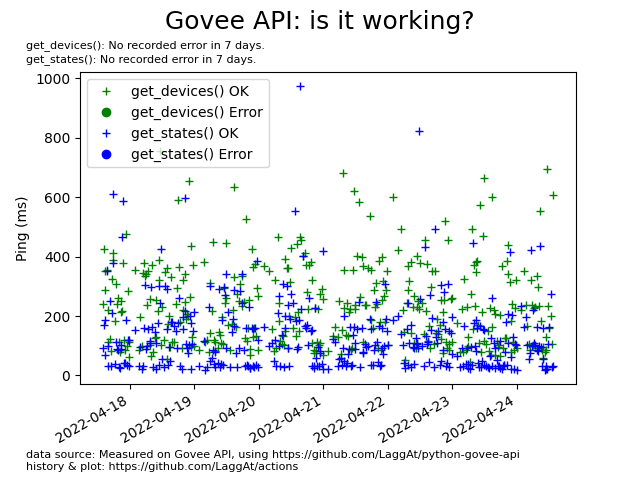 Govee API: is it working?
get_devices(): No recorded error in 7 days.
get_states(): No recorded error in 7 days.
1000
800
600
400
200
0
Ping (ms)
get_devices() OK
get_devices() Error
get_states() OK
get_states() Error
2022-04-18
2022-04-19
2022-04-20
2022-04-21
2022-04-22
2022-04-23
2022-04-24
data source: Measured on Govee API, using https://github.com/LaggAt/python-govee-api
history & plot: https://github.com/LaggAt/actions